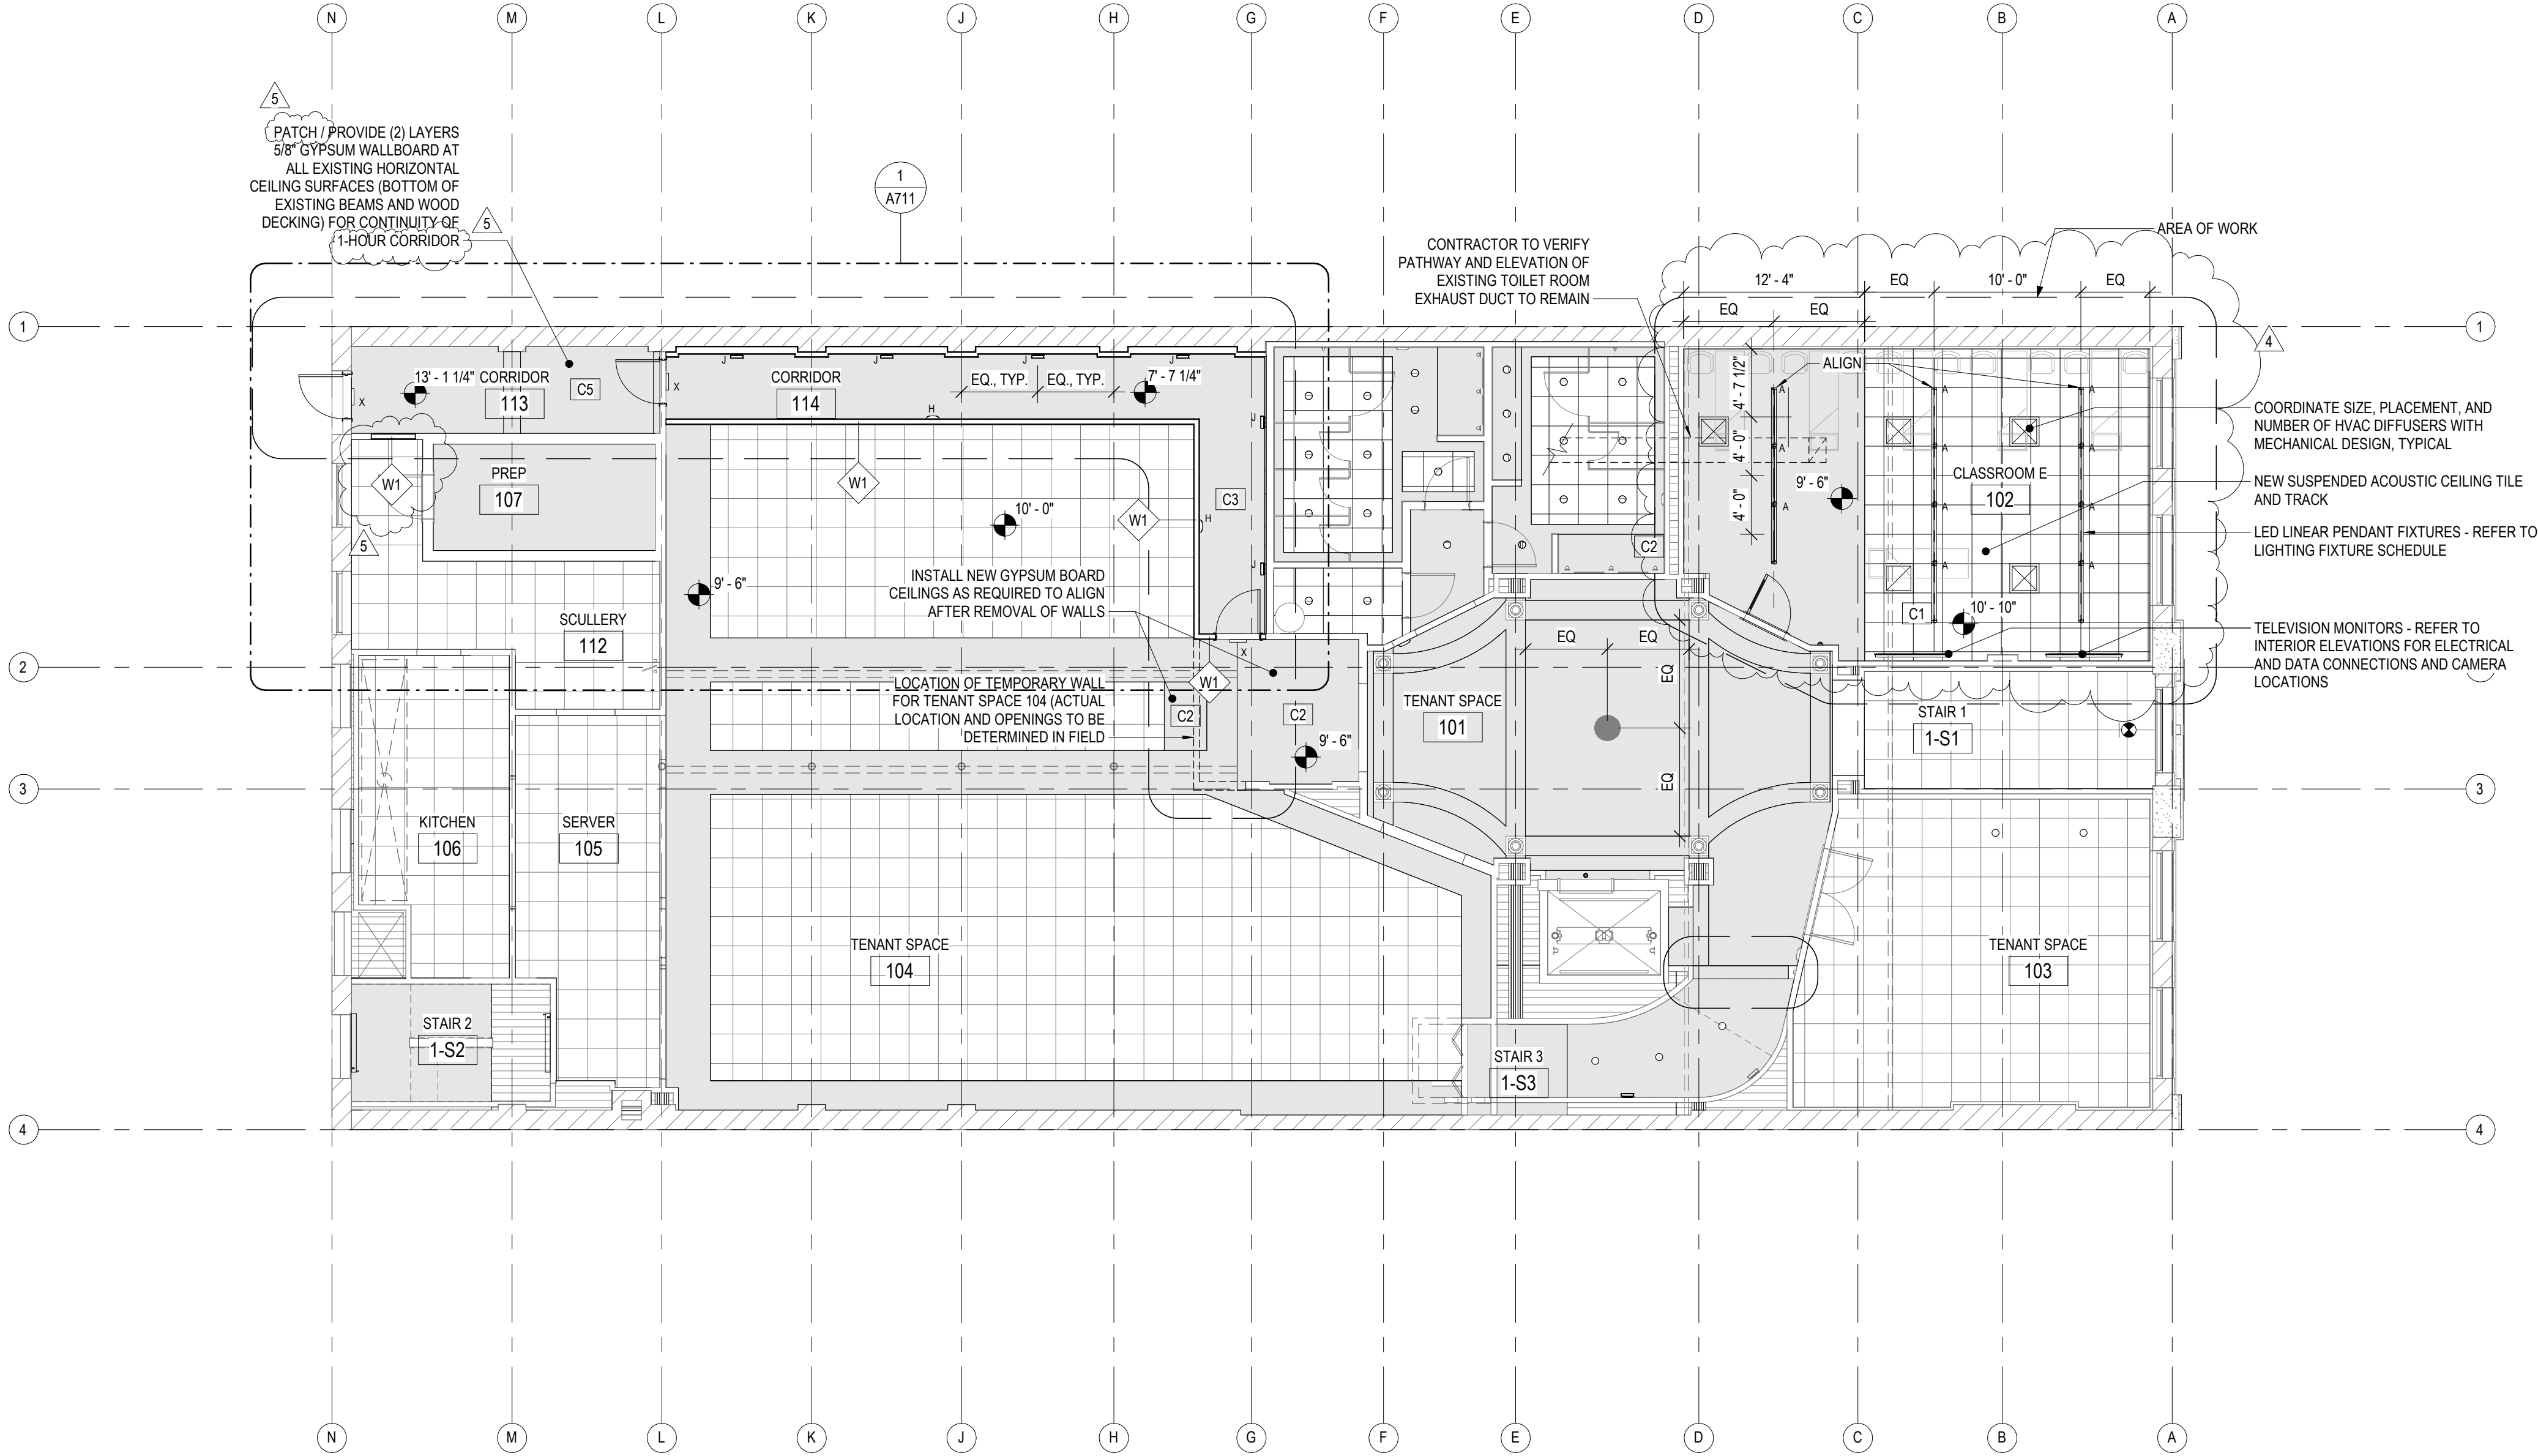 N
M
L
K
J
H
G
F
E
D
C
B
A
5
PATCH / PROVIDE (2) LAYERS
5/8" GYPSUM WALLBOARD AT
ALL EXISTING HORIZONTAL
CEILING SURFACES (BOTTOM OF
EXISTING BEAMS AND WOOD
DECKING) FOR CONTINUITY OF
1-HOUR CORRIDOR
5
1
A711
CONTRACTOR TO VERIFY
PATHWAY AND ELEVATION OF
EXISTING TOILET ROOM
EXHAUST DUCT TO REMAIN
AREA OF WORK
12' - 4"
EQ
10' - 0"
EQ
EQ
EQ
1
1
4
13' - 1 1/4"
CORRIDOR
113
C5
X
X
J
J
J
J
CORRIDOR
114
EQ., TYP.
EQ., TYP.
7' - 7 1/4"
H
J
ALIGN
4' - 7 1/2"
4' - 0"
4' - 0"
A
A
A
A
A
A
A
A
A
A
A
COORDINATE SIZE, PLACEMENT, AND
NUMBER OF HVAC DIFFUSERS WITH
MECHANICAL DESIGN, TYPICAL
W1
PREP
107
W1
C3
W1
H
10' - 0"
9' - 6"
CLASSROOM E
102
NEW SUSPENDED ACOUSTIC CEILING TILE
AND TRACK
LED LINEAR PENDANT FIXTURES - REFER TO
LIGHTING FIXTURE SCHEDULE
5
C2
J
INSTALL NEW GYPSUM BOARD
CEILINGS AS REQUIRED TO ALIGN
AFTER REMOVAL OF WALLS
9' - 6"
C1
10' - 10"
SCULLERY
112
TELEVISION MONITORS - REFER TO
INTERIOR ELEVATIONS FOR ELECTRICAL
AND DATA CONNECTIONS AND CAMERA
LOCATIONS
EQ
EQ
EQ
X
2
2
LOCATION OF TEMPORARY WALL
FOR TENANT SPACE 104 (ACTUAL
LOCATION AND OPENINGS TO BE
DETERMINED IN FIELD
W1
C2
C2
9' - 6"
TENANT SPACE
101
STAIR 1
1-S1
EQ
3
3
KITCHEN
106
SERVER
105
TENANT SPACE
104
TENANT SPACE
103
STAIR 2
1-S2
STAIR 3
1-S3
4
4
N
M
L
K
J
H
G
F
E
D
C
B
A